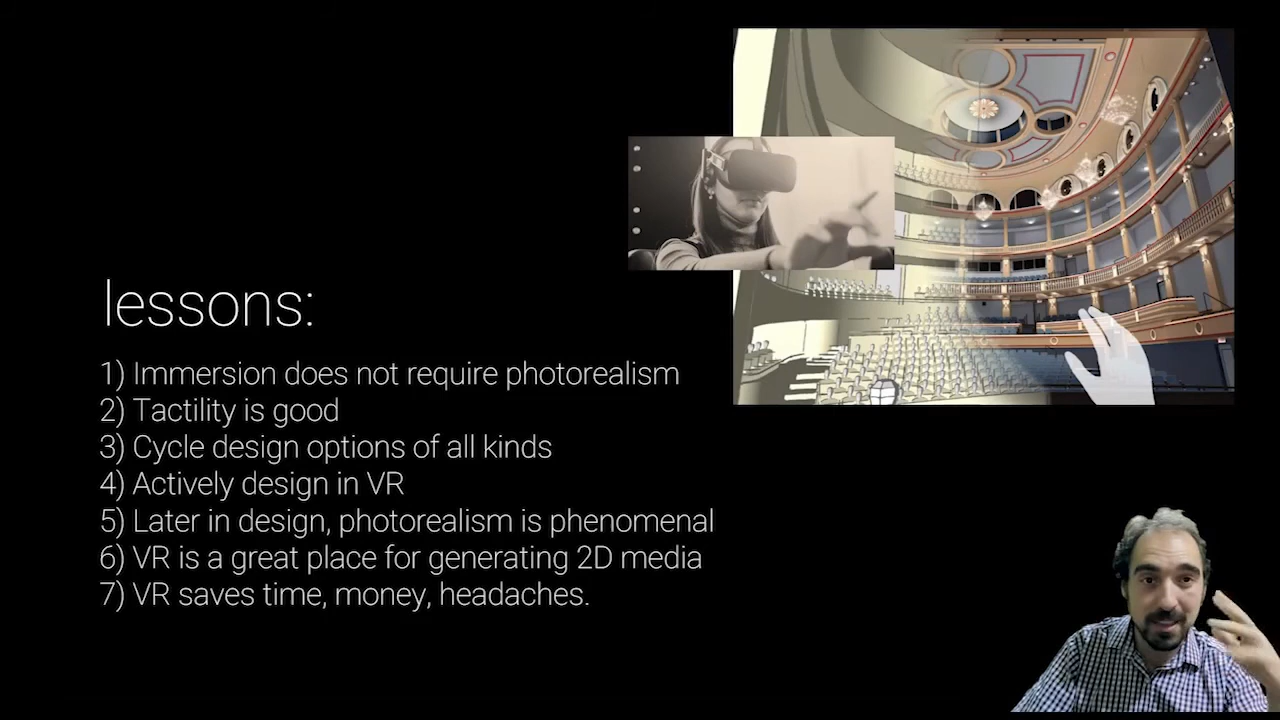 lessons:
1) Immersion does not require photorealism
2) Tactility is good
3) Cycle design options of all kinds
4) Actively design in VR
5) Later in design, photorealism is phenomenal
6) VR is a great place for generating 2D media
7) VR saves time, money, headaches.